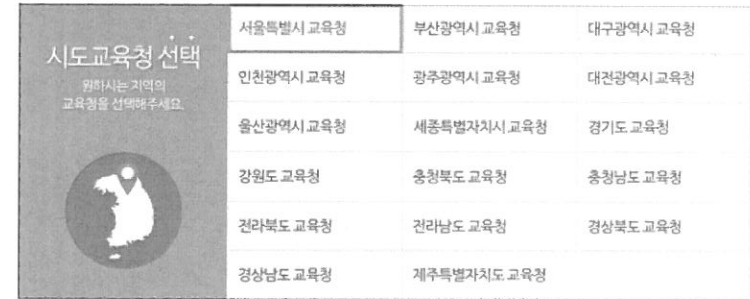 시도교육청 선택
원하시는 지역의
교육청을 선택해주세요.
서울특별시 교육청 부산광역시 교육청 대구광역시 교육청
인천광역시 교육청 광주광역시 교육청 대전광역시 교육청
울산광역시 교육청 세종특별자치시 교육청 경기도 교육청
강원도 교육청 충청북도 교육청 충청남도 교육청
전라북도 교육청 전라남도 교육청 경상북도 교육청
경상남도 교육청 제주특별자치도 교육청